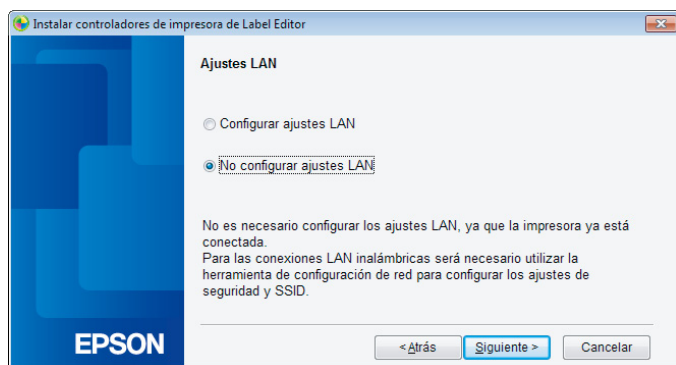 Instalar controladores de impresora de Label Editor
Ajustes LAN
Configurar ajustes LAN
No configurar ajustes LAN
No es necesario configurar los ajustes LAN, ya que la impresora ya está
conectada.
Para las conexiones LAN inalámbricas será necesario utilizar la
herramienta de configuración de red para configurar los ajustes de
seguridad y SSID.
EPSON
< Atrás
Siguiente >
Cancelar